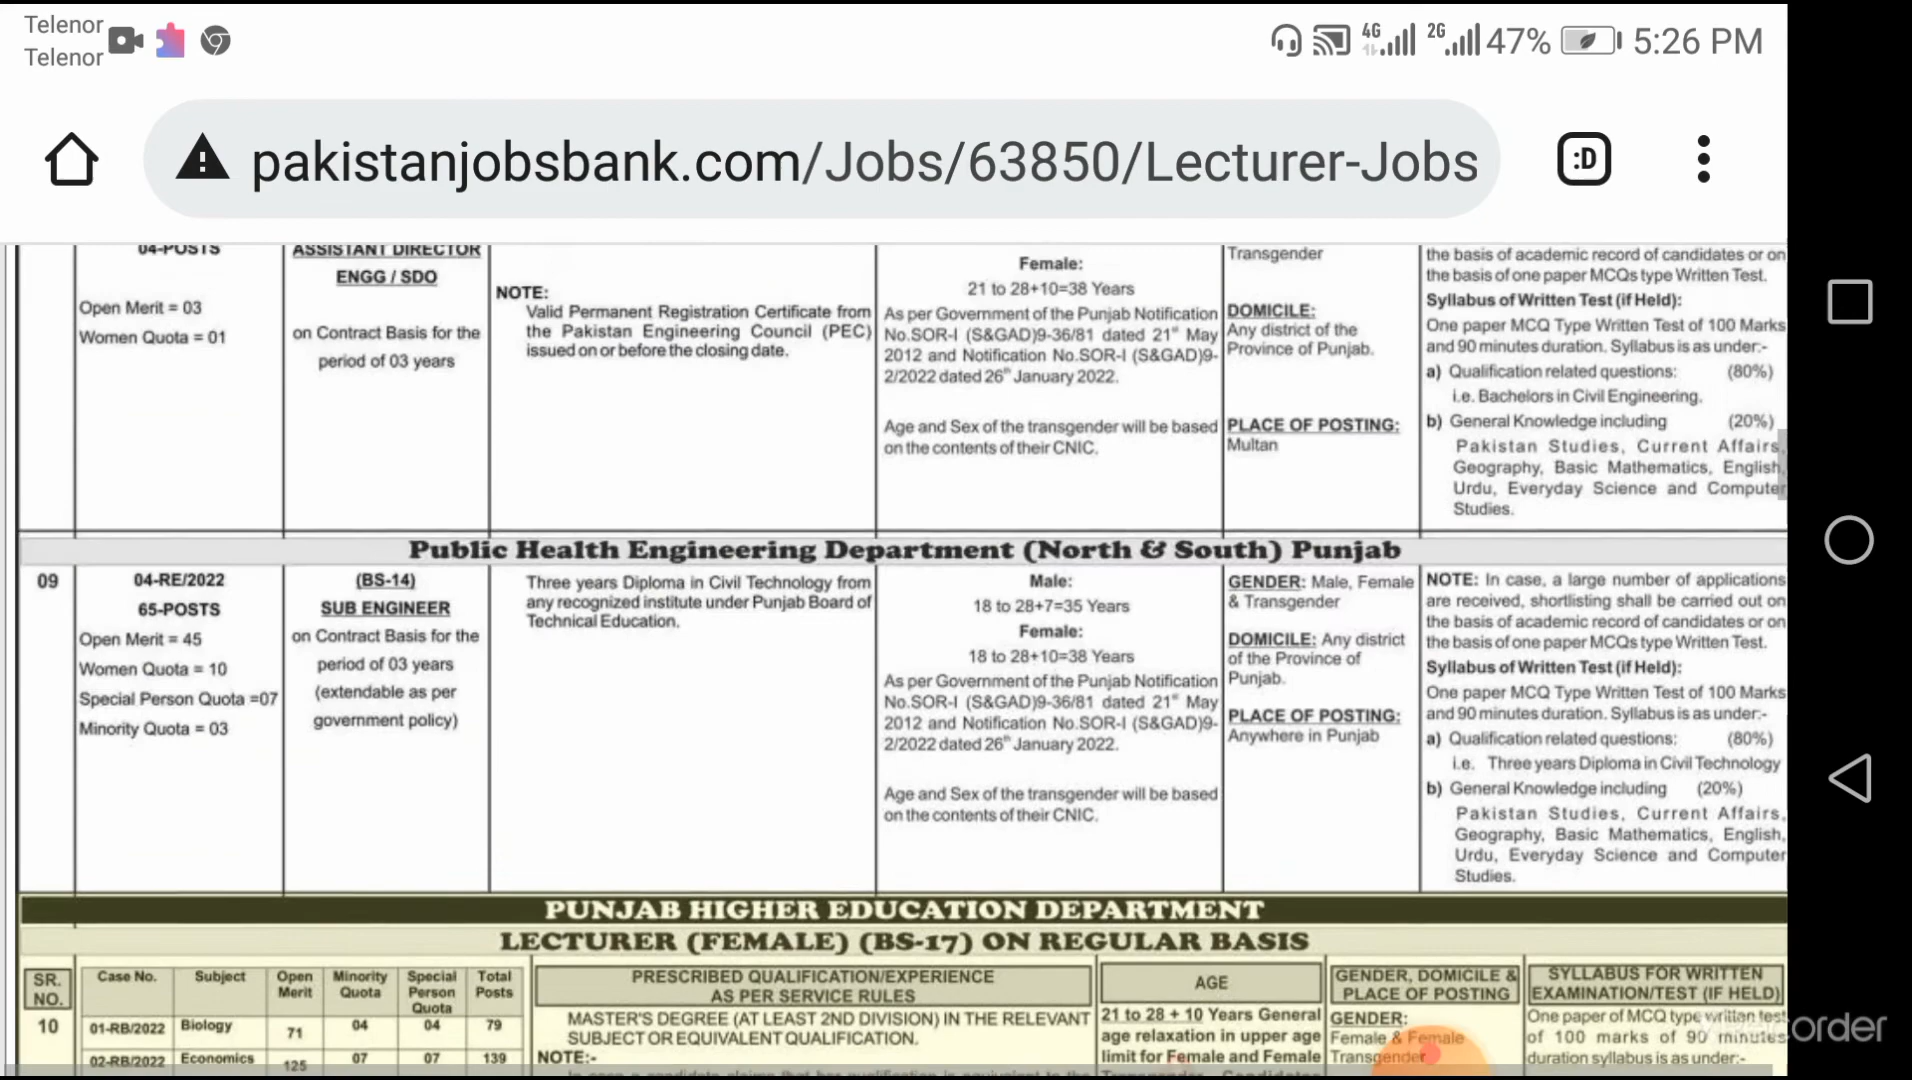 Telenor
Telenor
4G
2G
47%
5:26 PM
pakistanjobsbank.com/Jobs/63850/Lecturer-Jobs
:D
04-POSTS
Open Merit = 03
Women Quota = 01
ASSISTANT DIRECTOR
ENGG / SDO
on Contract Basis for the
period of 03 years
NOTE:
Valid Permanent Registration Certificate from
the Pakistan Engineering Council (PEC)
issued on or before the closing date.
Female:
21 to 28+10=38 Years
As per Government of the Punjab Notification
No.SOR-I (S&GAD)9-36/81 dated 21st May
2012 and Notification No.SOR-I (S&GAD)9-
2/2022 dated 26th January 2022.
Age and Sex of the transgender will be based
on the contents of their CNIC.
Transgender
DOMICILE:
Any district of the
Province of Punjab.
PLACE OF POSTING:
Multan
the basis of academic record of candidates or on
the basis of one paper MCQs type Written Test.
Syllabus of Written Test (if Held):
One paper MCQ Type Written Test of 100 Marks
and 90 minutes duration. Syllabus is as under:-
a) Qualification related questions: (80%)
i.e. Bachelors in Civil Engineering.
b) General Knowledge including (20%)
Pakistan Studies, Current Affairs,
Geography, Basic Mathematics, English,
Urdu, Everyday Science and Computer
Studies.
Public Health Engineering Department (North & South) Punjab
09
04-RE/2022
65-POSTS
Open Merit = 45
Women Quota = 10
Special Person Quota =07
Minority Quota = 03
(BS-14)
SUB ENGINEER
on Contract Basis for the
period of 03 years
(extendable as per
government policy)
Three years Diploma in Civil Technology from
any recognized institute under Punjab Board of
Technical Education.
Male:
18 to 28+7=35 Years
Female:
18 to 28+10=38 Years
As per Government of the Punjab Notification
No.SOR-I (S&GAD)9-36/81 dated 21st May
2012 and Notification No.SOR-I (S&GAD)9-
2/2022 dated 26th January 2022.
Age and Sex of the transgender will be based
on the contents of their CNIC.
GENDER: Male, Female
& Transgender
DOMICILE: Any district
of the Province of
Punjab.
PLACE OF POSTING:
Anywhere in Punjab
NOTE: In case, a large number of applications
are received, shortlisting shall be carried out on
the basis of academic record of candidates or on
the basis of one paper MCQs type Written Test.
Syllabus of Written Test (if Held):
One paper MCQ Type Written Test of 100 Marks
and 90 minutes duration. Syllabus is as under:-
a) Qualification related questions: (80%)
i.e. Three years Diploma in Civil Technology
b) General Knowledge including (20%)
Pakistan Studies, Current Affairs,
Geography, Basic Mathematics, English,
Urdu, Everyday Science and Computer
Studies.
PUNJAB HIGHER EDUCATION DEPARTMENT
LECTURER (FEMALE) (BS-17) ON REGULAR BASIS
SR. NO.
Case No.
Subject
Open Merit
Minority Quota
Special Person Quota
Total Posts
PRESCRIBED QUALIFICATION/EXPERIENCE
AS PER SERVICE RULES
AGE
GENDER, DOMICILE &
PLACE OF POSTING
SYLLABUS FOR WRITTEN
EXAMINATION/TEST (IF HELD)
10
01-RB/2022 Biology 71 04 04 79
02-RB/2022 Economics 125 07 07 139
MASTER'S DEGREE (AT LEAST 2ND DIVISION) IN THE RELEVANT
SUBJECT OR EQUIVALENT QUALIFICATION.
NOTE:-
21 to 28 + 10 Years General
age relaxation in upper age
limit for Female and Female
GENDER:
Female & Female
Transgender
One paper of MCQ type written test
of 100 marks of 90 minutes
duration syllabus is as under:-